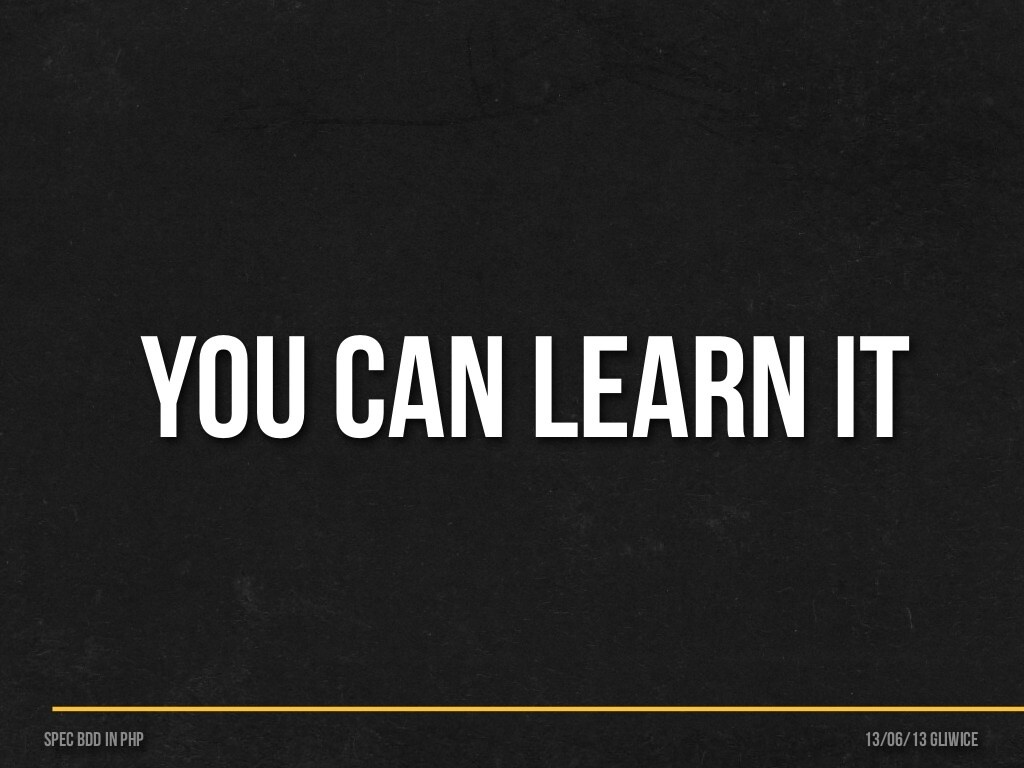 YOU CAN LEARN IT
SPEC BDD IN PHP
13/06/13 GLIWICE